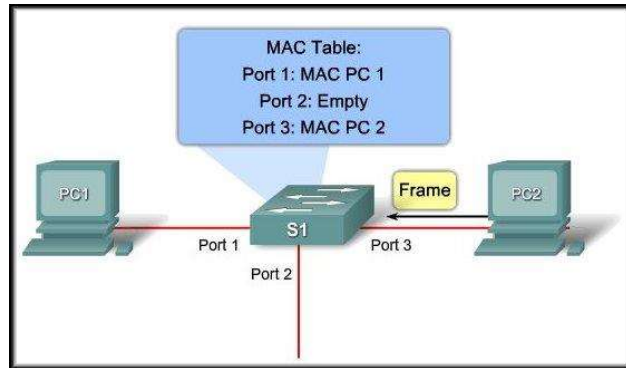 MAC Table:
Port 1: MAC PC 1
Port 2: Empty
Port 3: MAC PC 2
PC1
Frame
PC2
S1
Port 1
Port 3
Port 2